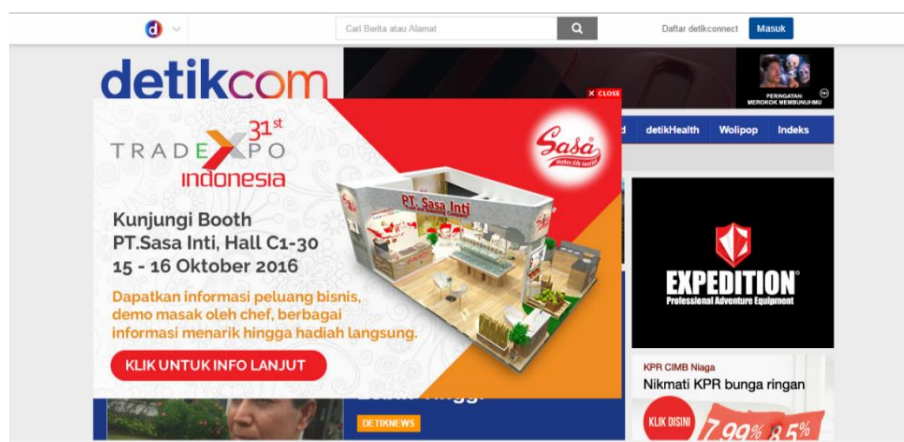 d
Cari Berita atau Alamat
Daftar detikconnect
Masuk
detikcom
PERINGATAN:
MEROKOK MEMBUNUHMU
X CLOSE
d detikHealth Wolipop Indeks
31st
TRADEXPO
indonesia
Sasa
makes life tastier
Kunjungi Booth
PT.Sasa Inti, Hall C1-30
15 - 16 Oktober 2016
PT. Sasa Inti
Dapatkan informasi peluang bisnis,
demo masak oleh chef, berbagai
informasi menarik hingga hadiah langsung.
KLIK UNTUK INFO LANJUT
EXPEDITION
Professional Adventure Equipment
KPR CIMB Niaga
Nikmati KPR bunga ringan
KLIK DISINI
7.99% 8.5%
DETIKNEWS